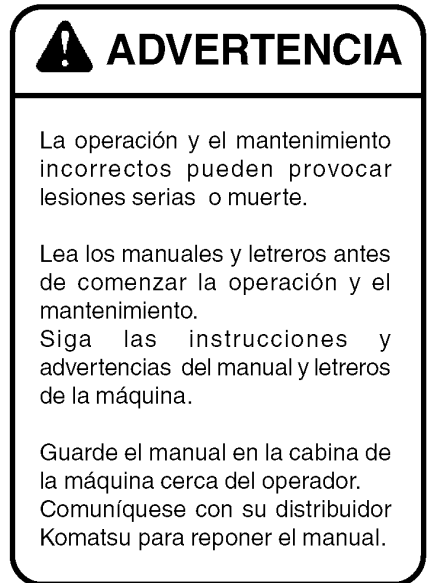 ADVERTENCIA
La operación y el mantenimiento
incorrectos pueden provocar
lesiones serias o muerte.
Lea los manuales y letreros antes
de comenzar la operación y el
mantenimiento.
Siga las instrucciones y
advertencias del manual y letreros
de la máquina.
Guarde el manual en la cabina de
la máquina cerca del operador.
Comuníquese con su distribuidor
Komatsu para reponer el manual.